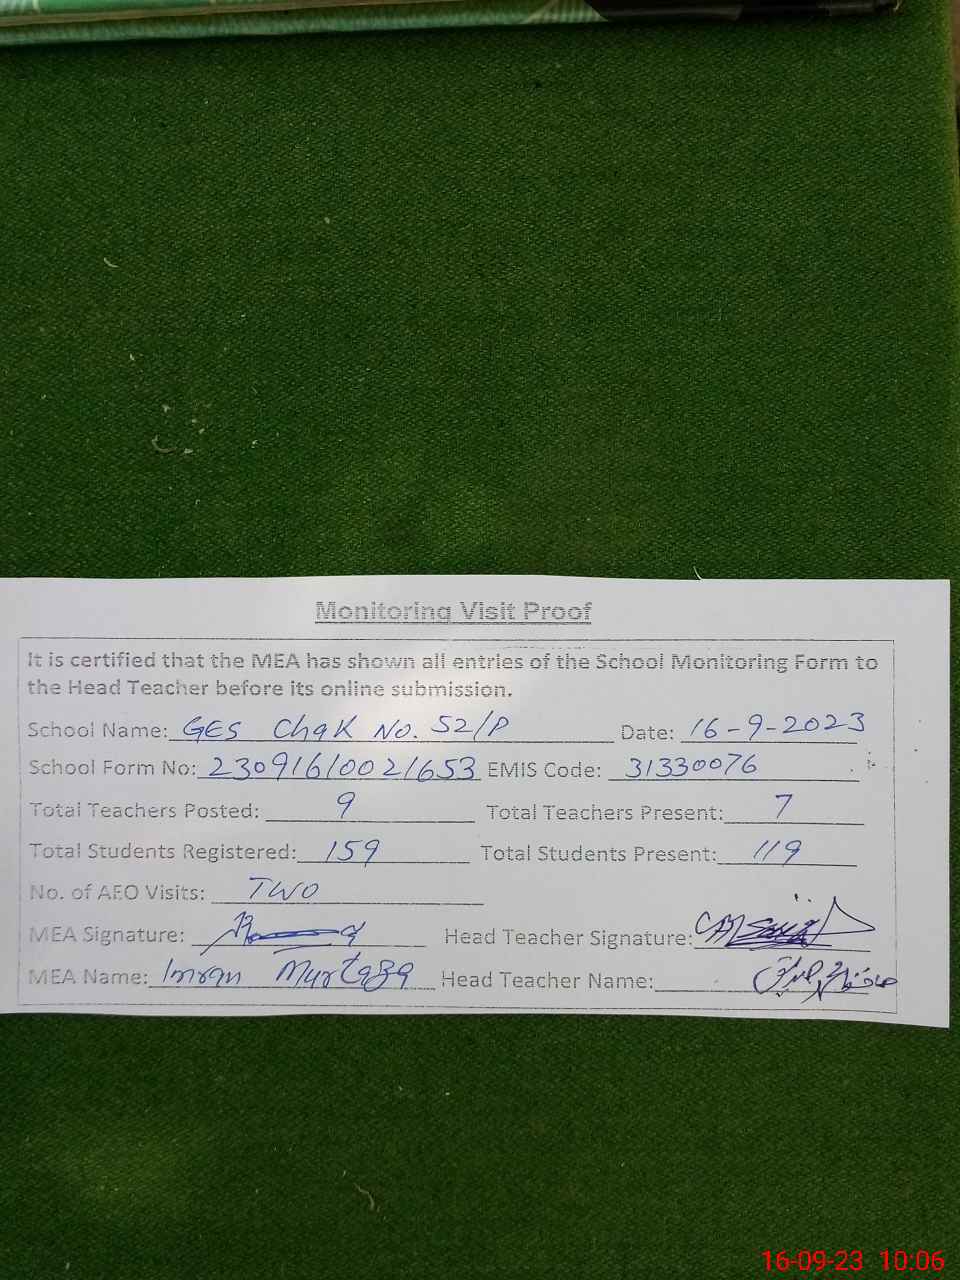 Monitoring Visit Proof
It is certified that the MEA has shown all entries of the School Monitoring Form to
the Head Teacher before its online submission.
School Name: GES Chak No. 52/P Date: 16-9-2023
School Form No: 23091610021653 EMIS Code: 31330076
Total Teachers Posted: 9 Total Teachers Present: 7
Total Students Registered: 159 Total Students Present: 119
No. of AEO Visits: TWO
MEA Signature: Head Teacher Signature:
MEA Name: Imran Murtaza Head Teacher Name:
16-09-23 10:06